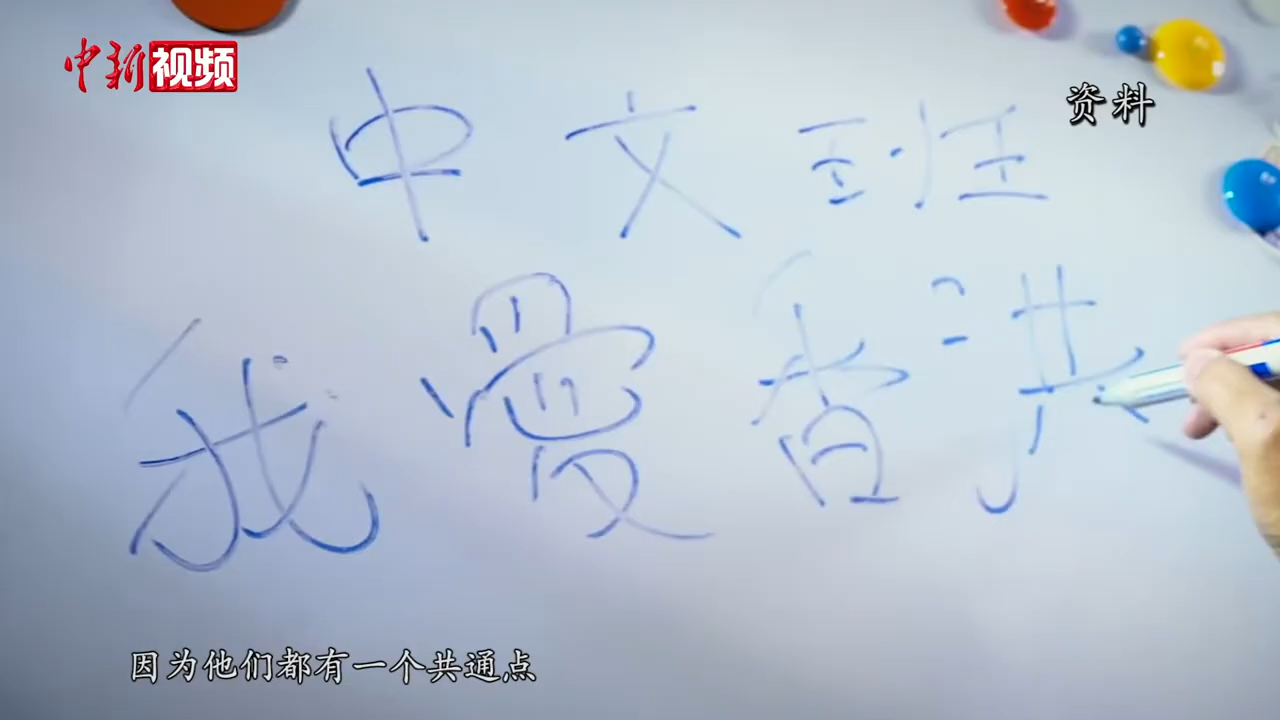 中新视频
资料
中文班
我爱香港
因为他们都有一个共通点